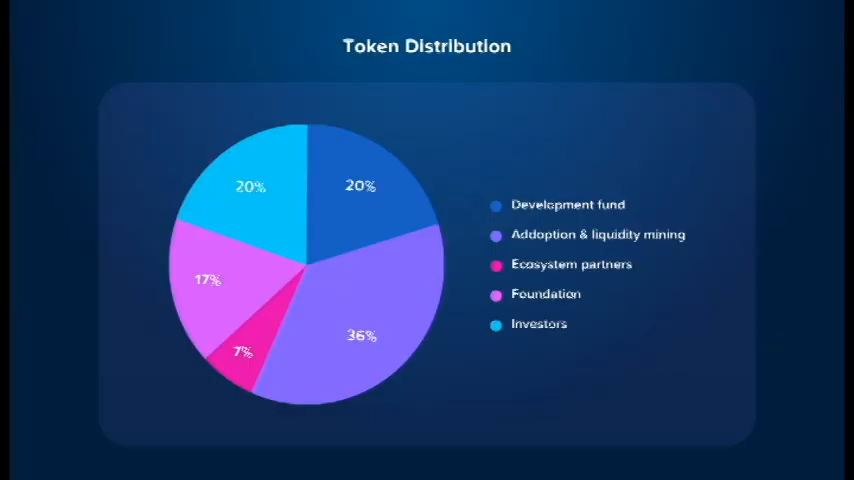 Token Distribution
20%
20%
17%
7%
36%
Development fund
Addoption & liquidity mining
Ecosystem partners
Foundation
Investors